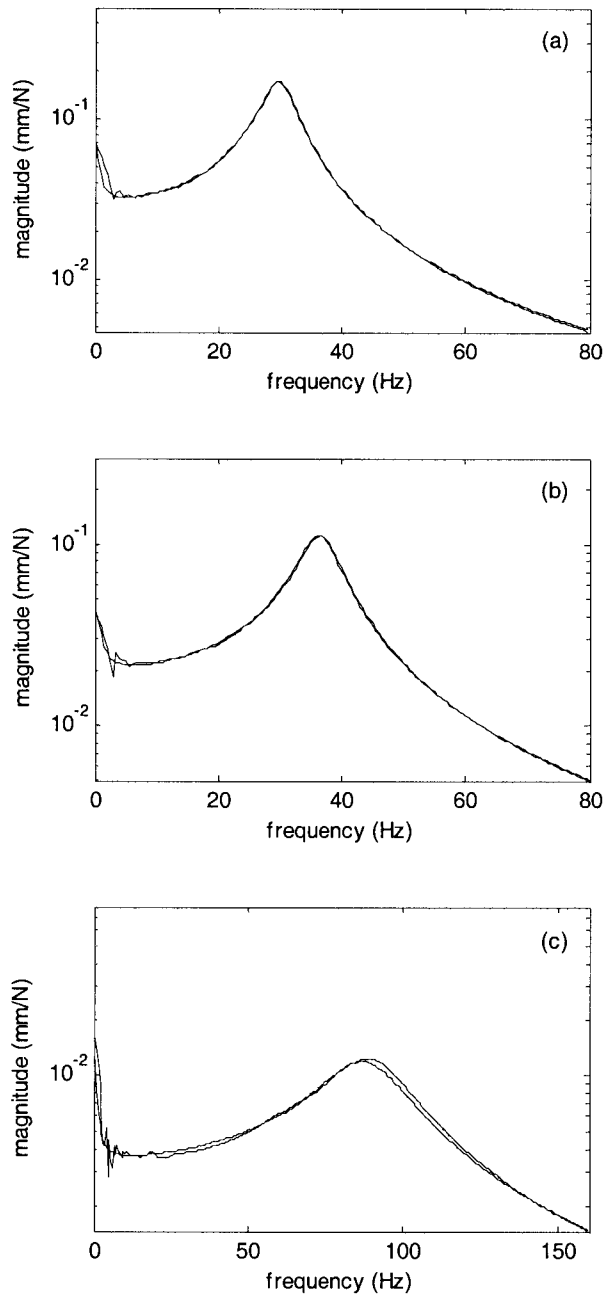 (a)
magnitude (mm/N)
10-1
10-2
0 20 40 60 80
frequency (Hz)
(b)
magnitude (mm/N)
10-1
10-2
0 20 40 60 80
frequency (Hz)
(c)
magnitude (mm/N)
10-2
0 50 100 150
frequency (Hz)